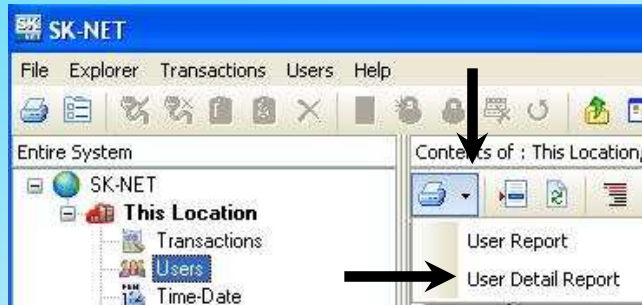 SK-NET
File Explorer Transactions Users Help
Entire System
Contents of : This Location,
SK-NET
This Location
Transactions
Users
Time-Date
User Report
User Detail Report